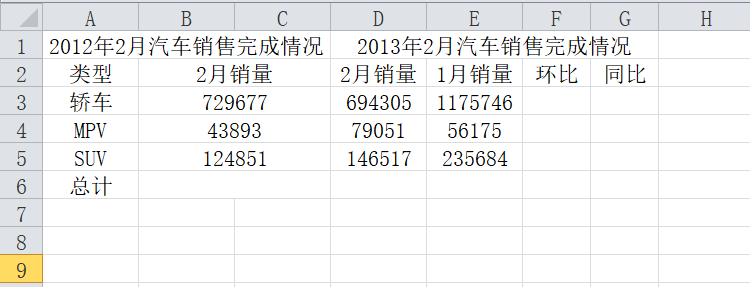 A B C D E F G H
1 2012年2月汽车销售完成情况 2013年2月汽车销售完成情况
2 类型 2月销量 2月销量 1月销量 环比 同比
3 轿车 729677 694305 1175746
4 MPV 43893 79051 56175
5 SUV 124851 146517 235684
6 总计
7
8
9